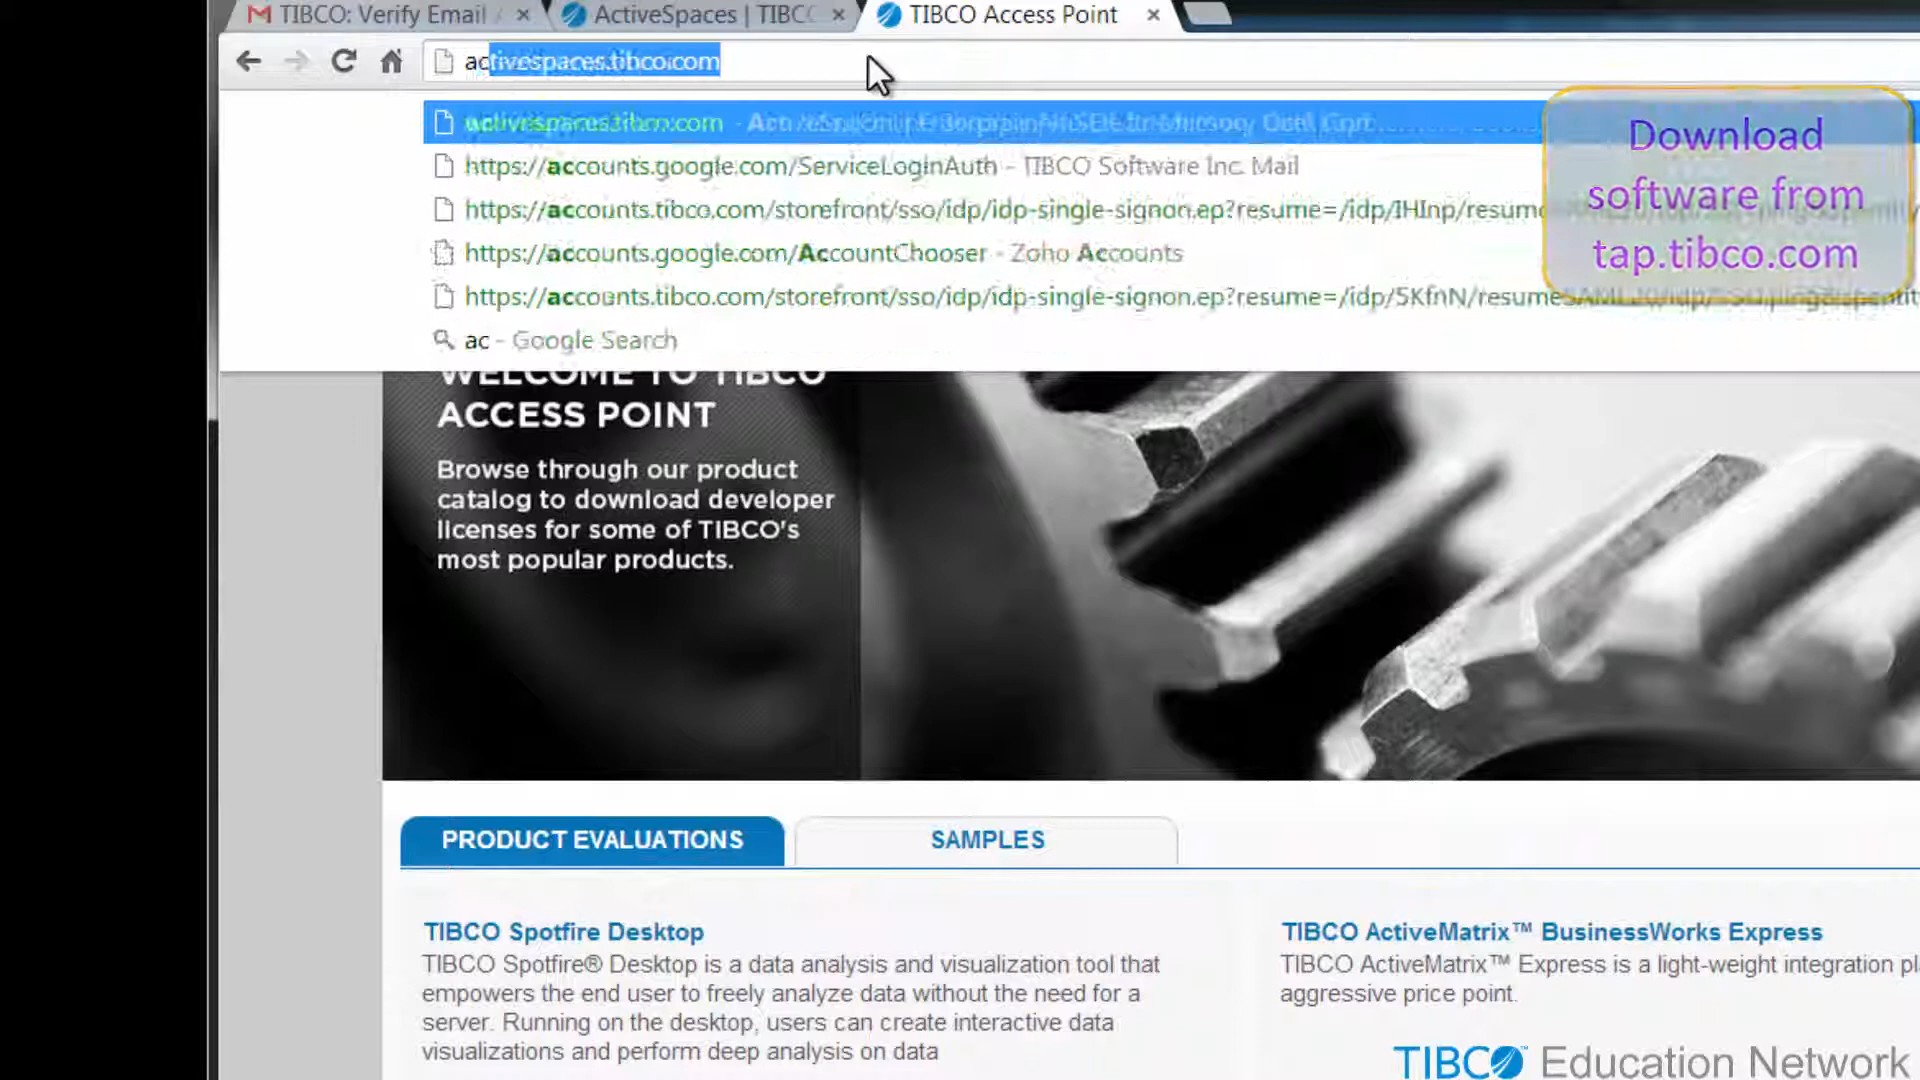 TIBCO: Verify Email
ActiveSpaces | TIBC
TIBCO Access Point
activespaces.tibco.com
activespaces.tibco.com -
https://accounts.google.com/ServiceLoginAuth - TIBCO Software Inc. Mail
https://accounts.tibco.com/storefront/sso/idp/idp-single-signon.ep?resume=/idp/IHInp/resum
https://accounts.google.com/AccountChooser - Zoho Accounts
https://accounts.tibco.com/storefront/sso/idp/idp-single-signon.ep?resume=/idp/5KfnN/resume
ac - Google Search
Download
software from
tap.tibco.com
WELCOME TO TIBCO
ACCESS POINT
Browse through our product
catalog to download developer
licenses for some of TIBCO's
most popular products.
PRODUCT EVALUATIONS
SAMPLES
TIBCO Spotfire Desktop
TIBCO Spotfire® Desktop is a data analysis and visualization tool that
empowers the end user to freely analyze data without the need for a
server. Running on the desktop, users can create interactive data
visualizations and perform deep analysis on data
TIBCO ActiveMatrix™ BusinessWorks Express
TIBCO ActiveMatrix™ Express is a light-weight integration pl
aggressive price point.
TIBCO™ Education Network